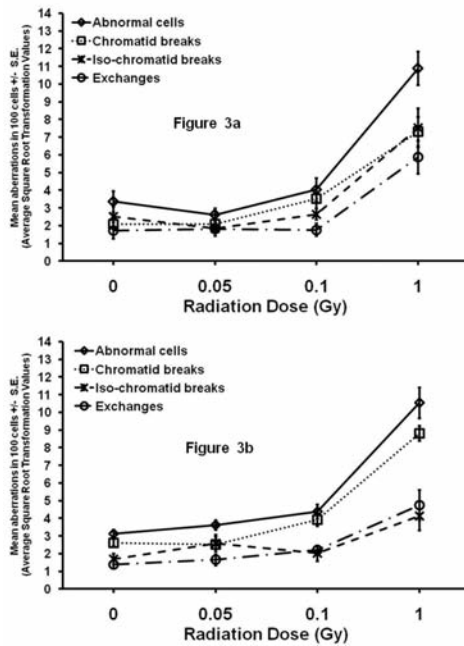 Mean aberrations in 100 cells +/- S.E.
(Average Square Root Transformation Values)
14
13
12
11
10
9
8
7
6
5
4
3
2
1
0
Abnormal cells
Chromatid breaks
Iso-chromatid breaks
Exchanges
Figure 3a
0
0.05
0.1
1
Radiation Dose (Gy)
Mean aberrations in 100 cells +/- S.E.
(Average Square Root Transformation Values)
14
13
12
11
10
9
8
7
6
5
4
3
2
1
0
Abnormal cells
Chromatid breaks
Iso-chromatid breaks
Exchanges
Figure 3b
0
0.05
0.1
1
Radiation Dose (Gy)